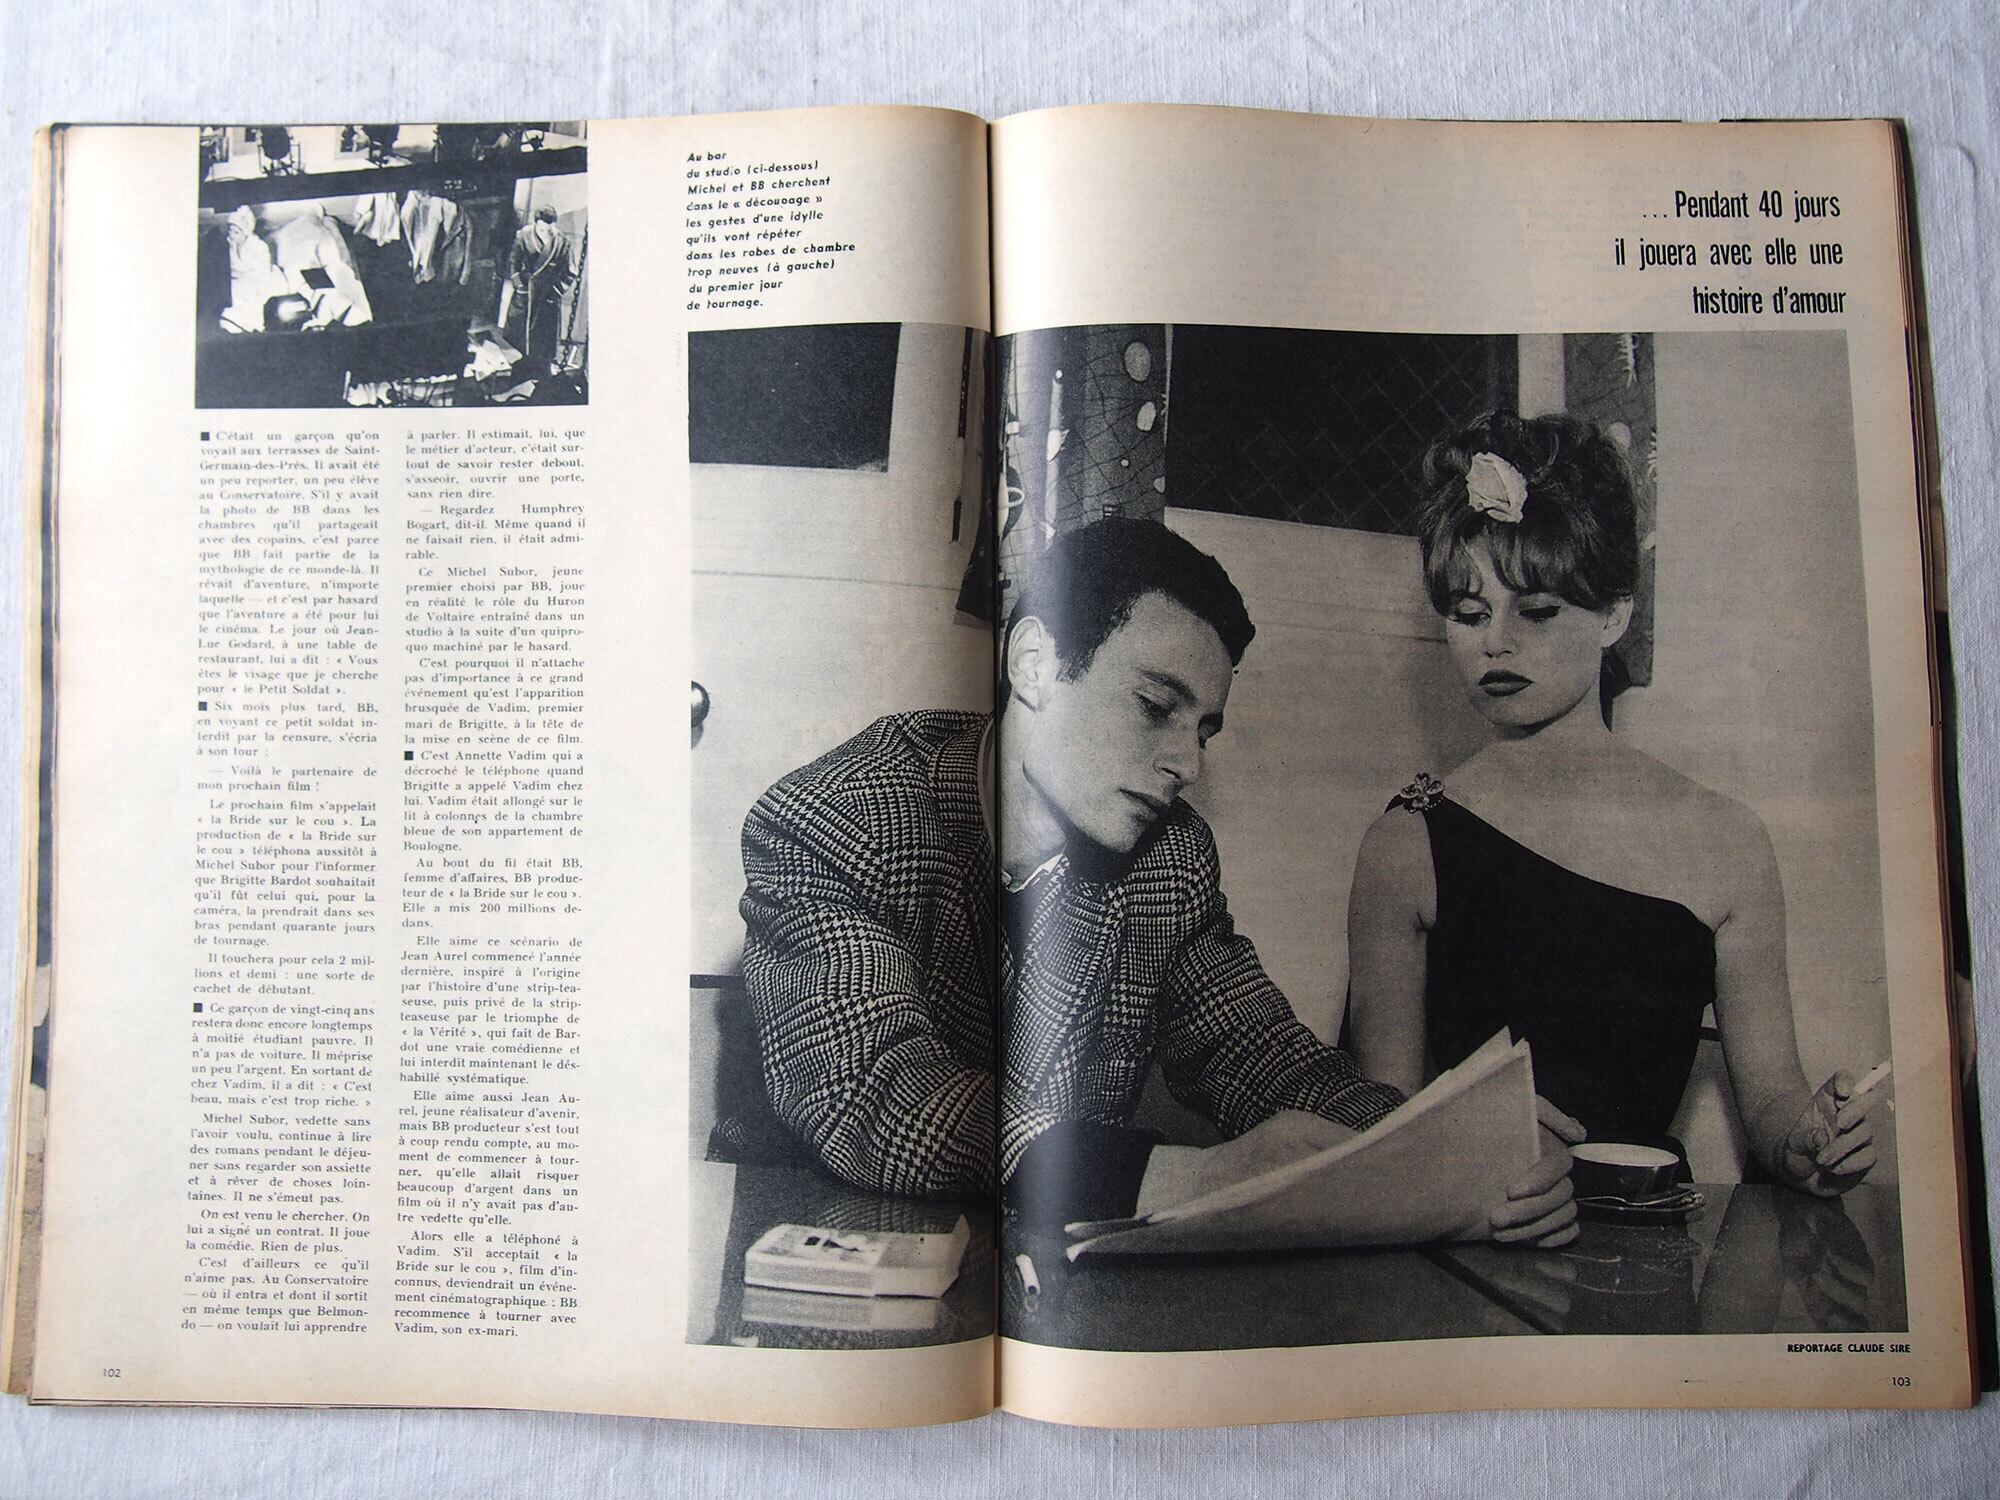 Au bar
du studio (ci-dessous)
Michel et BB cherchent
dans le « découpage »
les gestes d'une idylle
qu'ils vont répéter
dans les robes de chambre
trop neuves (à gauche)
du premier jour
de tournage.
... Pendant 40 jours
il jouera avec elle une
histoire d'amour
■ C'était un garçon qu'on
voyait aux terrasses de Saint-
Germain-des-Prés. Il avait été
un peu reporter, un peu élève
au Conservatoire. S'il y avait
la photo de BB dans les
chambres qu'il partageait
avec des copains, c'est parce
que BB fait partie de la
mythologie de ce monde-là. Il
rêvait d'aventure, n'importe
laquelle — et c'est par hasard
que l'aventure a été pour lui
le cinéma. Le jour où Jean-
Luc Godard, à une table de
restaurant, lui a dit : « Vous
êtes le visage que je cherche
pour « le Petit Soldat ».
■ Six mois plus tard, BB,
en voyant ce petit soldat in-
terdit par la censure, s'écria
à son tour :
— Voilà le partenaire de
mon prochain film !
Le prochain film s'appelait
« la Bride sur le cou ». La
production de « la Bride sur
le cou » téléphona aussitôt à
Michel Subor pour l'informer
que Brigitte Bardot souhaitait
qu'il fût celui qui, pour la
caméra, la prendrait dans ses
bras pendant quarante jours
de tournage.
Il touchera pour cela 2 mil-
lions et demi : une sorte de
cachet de débutant.
■ Ce garçon de vingt-cinq ans
restera donc encore longtemps
à moitié étudiant pauvre. Il
n'a pas de voiture. Il méprise
un peu l'argent. En sortant de
chez Vadim, il a dit : « C'est
beau, mais c'est trop riche. »
Michel Subor, vedette sans
l'avoir voulu, continue à lire
des romans pendant le déjeu-
ner sans regarder son assiette
et à rêver de choses loin-
taines. Il ne s'émeut pas.
On est venu le chercher. On
lui a signé un contrat. Il joue
la comédie. Rien de plus.
C'est d'ailleurs ce qu'il
n'aime pas. Au Conservatoire
— où il entra et dont il sortit
en même temps que Belmon-
do — on voulait lui apprendre
à parler. Il estimait, lui, que
le métier d'acteur, c'était sur-
tout de savoir rester debout,
s'asseoir, ouvrir une porte,
sans rien dire.
— Regardez Humphrey
Bogart, dit-il. Même quand il
ne faisait rien, il était admi-
rable.
Ce Michel Subor, jeune
premier choisi par BB, joue
en réalité le rôle du Huron
de Voltaire entraîné dans un
studio à la suite d'un quipro-
quo machiné par le hasard.
C'est pourquoi il n'attache
pas d'importance à ce grand
événement qu'est l'apparition
brusquée de Vadim, premier
mari de Brigitte, à la tête de
la mise en scène de ce film.
■ C'est Annette Vadim qui a
décroché le téléphone quand
Brigitte a appelé Vadim chez
lui. Vadim était allongé sur le
lit à colonnes de la chambre
bleue de son appartement de
Boulogne.
Au bout du fil était BB,
femme d'affaires, BB produc-
teur de « la Bride sur le cou ».
Elle a mis 200 millions de-
dans.
Elle aime ce scénario de
Jean Aurel commencé l'année
dernière, inspiré à l'origine
par l'histoire d'une strip-tea-
seuse, puis privé de la strip-
teaseuse par le triomphe de
« la Vérité », qui fait de Bar-
dot une vraie comédienne et
lui interdit maintenant le dés-
habillé systématique.
Elle aime aussi Jean Au-
rel, jeune réalisateur d'avenir,
mais BB producteur s'est tout
à coup rendu compte, au mo-
ment de commencer à tour-
ner, qu'elle allait risquer
beaucoup d'argent dans un
film où il n'y avait pas d'au-
tre vedette qu'elle.
Alors elle a téléphoné à
Vadim. S'il acceptait « la
Bride sur le cou », film d'in-
connus, deviendrait un événe-
ment cinématographique : BB
recommence à tourner avec
Vadim, son ex-mari.
REPORTAGE CLAUDE SIRE
102
103